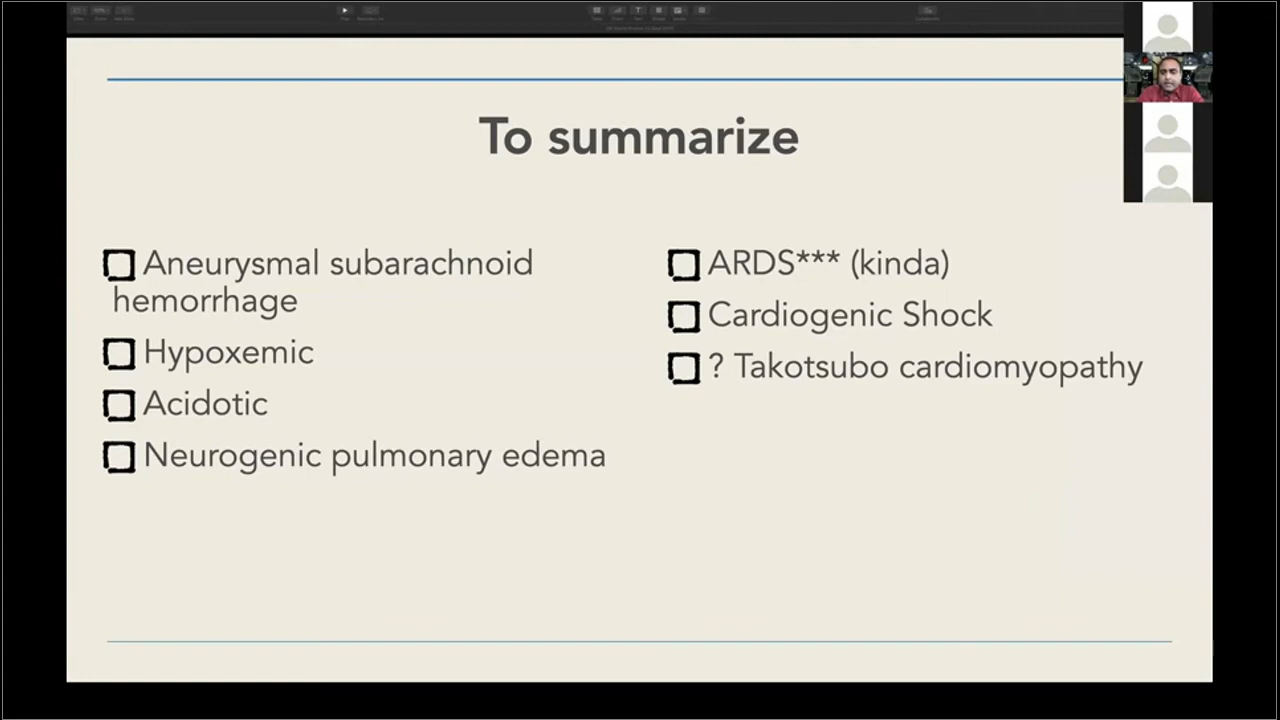 To summarize
Aneurysmal subarachnoid
hemorrhage
Hypoxemic
Acidotic
Neurogenic pulmonary edema
ARDS*** (kinda)
Cardiogenic Shock
? Takotsubo cardiomyopathy